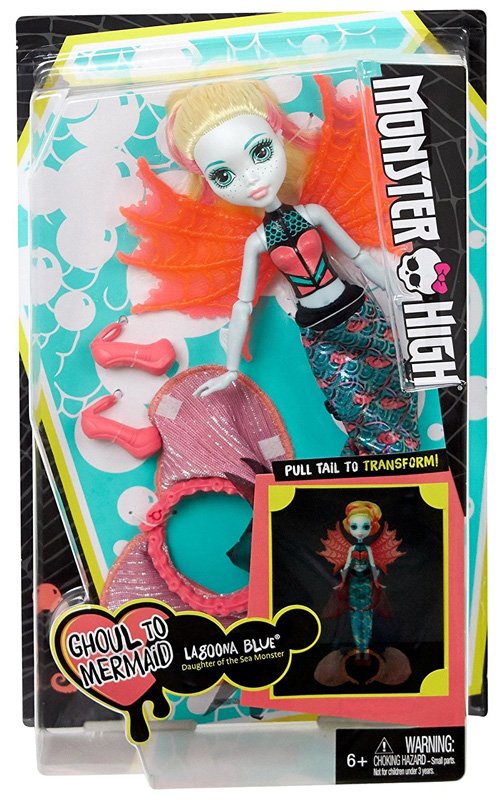 MONSTER HIGH®
PULL TAIL TO TRANSFORM!
GHOUL TO
MERMAID
LAGOONA BLUE®
Daughter of the Sea Monster
6+
WARNING:
CHOKING HAZARD – Small parts.
Not for children under 3 years.